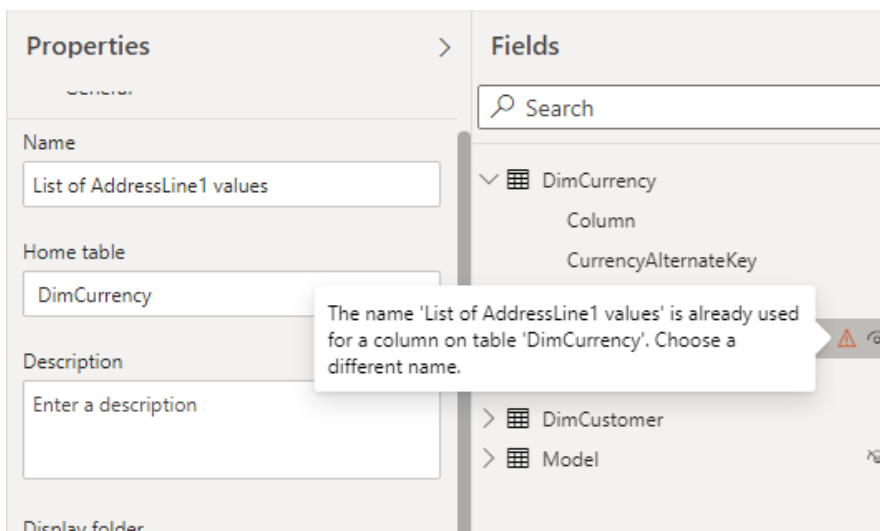 Properties
General
Name
List of AddressLine1 values
Home table
DimCurrency
Description
Enter a description
Display folder
Fields
Search
DimCurrency
Column
CurrencyAlternateKey
The name 'List of AddressLine1 values' is already used
for a column on table 'DimCurrency'. Choose a
different name.
DimCustomer
Model